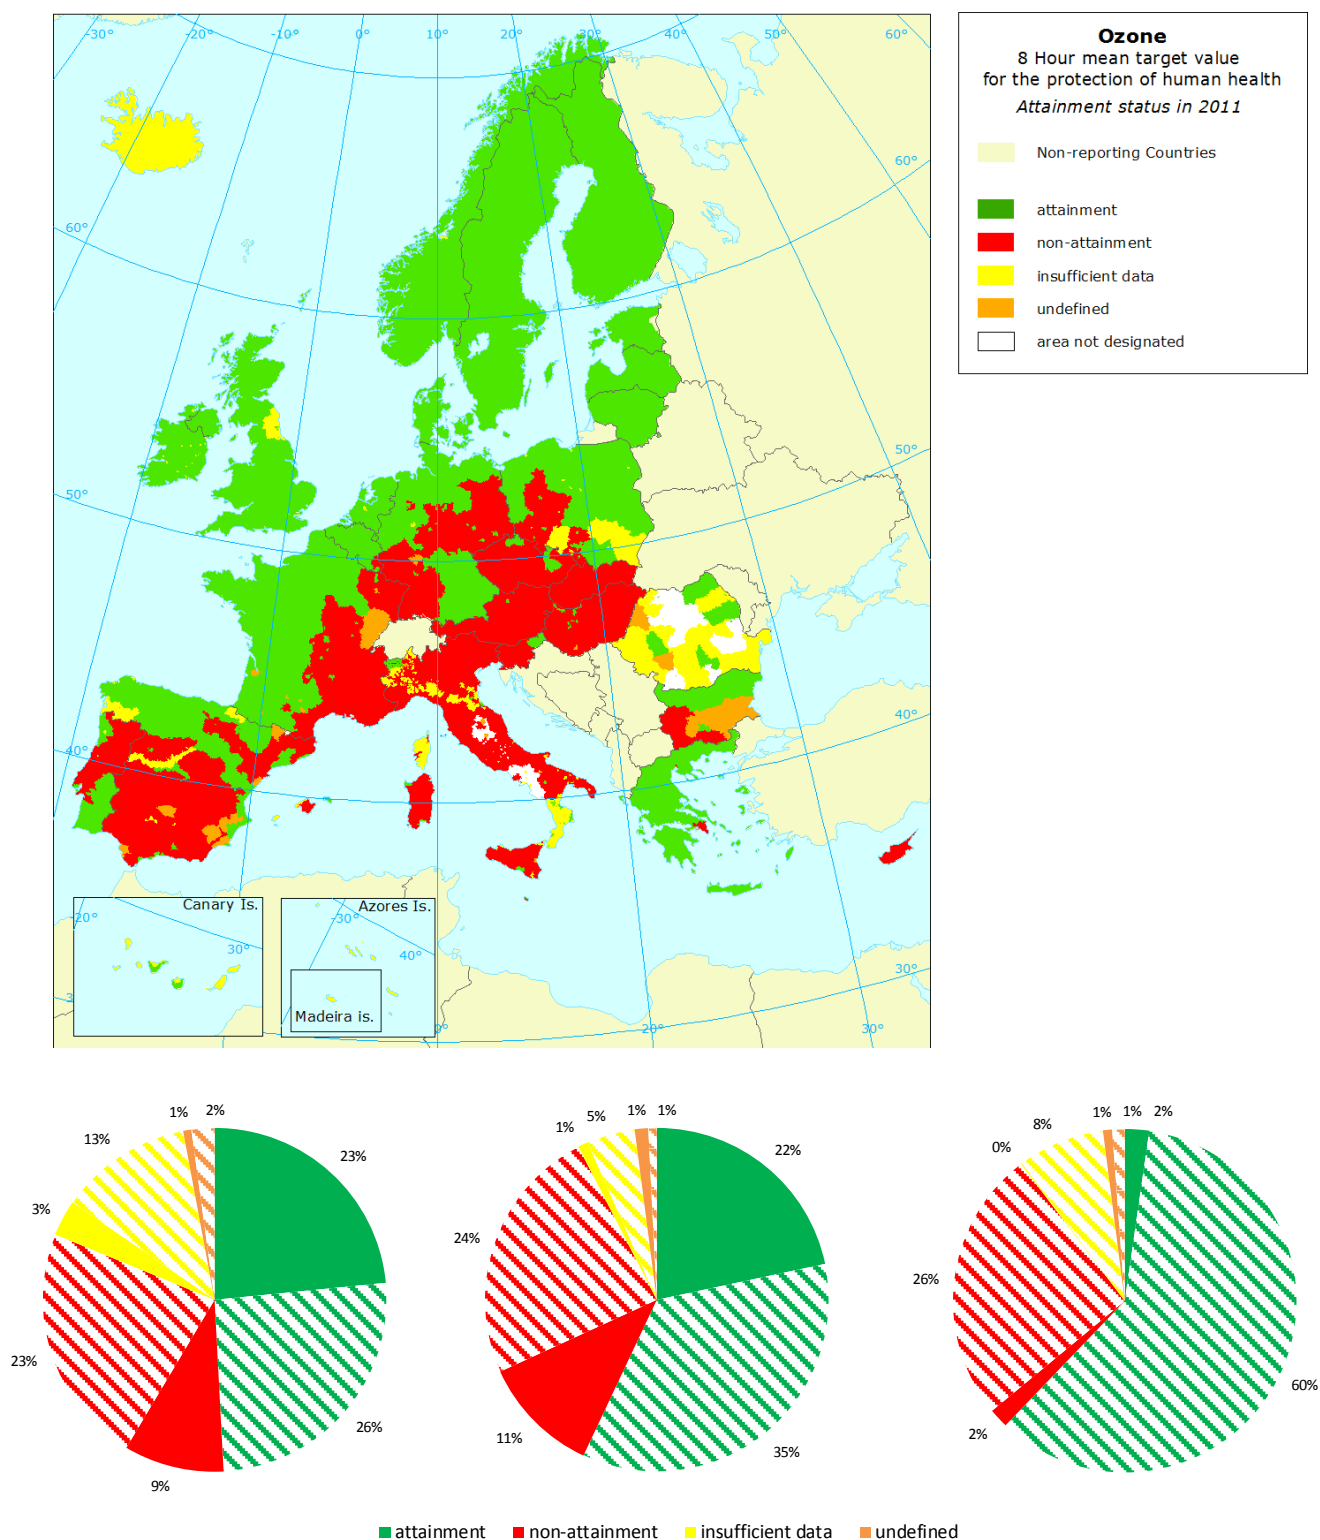 -30°
-20°
-10°
0°
10°
20°
30°
40°
50°
60°
60°
60°
50°
50°
40°
40°
30°
20°
30°
0°
Canary Is.
-20°
30°
3
Azores Is.
-30°
40°
Madeira is.
Ozone
8 Hour mean target value
for the protection of human health
Attainment status in 2011
Non-reporting Countries
attainment
non-attainment
insufficient data
undefined
area not designated
1%
2%
13%
23%
3%
23%
26%
9%
1%
5%
1%
1%
22%
24%
11%
35%
0%
8%
1%
1%
2%
26%
60%
2%
attainment
non-attainment
insufficient data
undefined